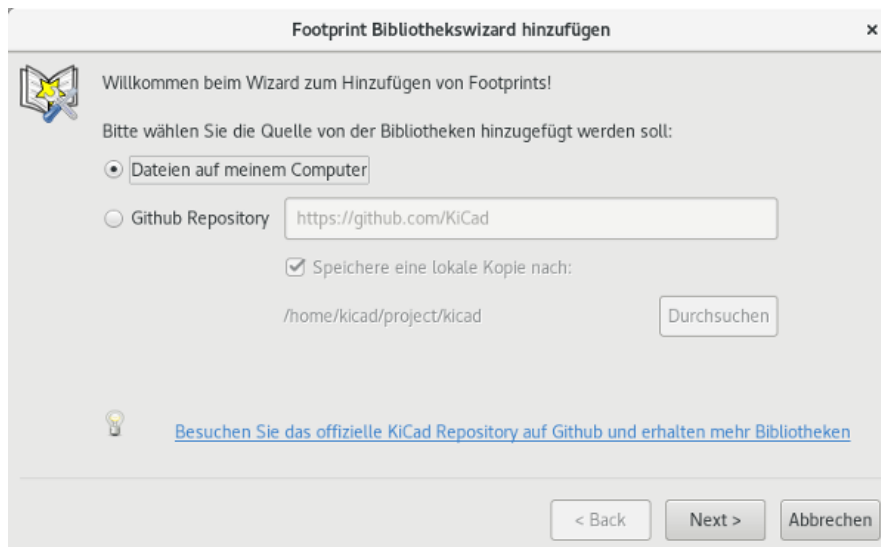 Footprint Bibliothekswizard hinzufügen ×
Willkommen beim Wizard zum Hinzufügen von Footprints!
Bitte wählen Sie die Quelle von der Bibliotheken hinzugefügt werden soll:
Dateien auf meinem Computer
Github Repository https://github.com/KiCad
Speichere eine lokale Kopie nach:
/home/kicad/project/kicad Durchsuchen
Besuchen Sie das offizielle KiCad Repository auf Github und erhalten mehr Bibliotheken
< Back Next > Abbrechen